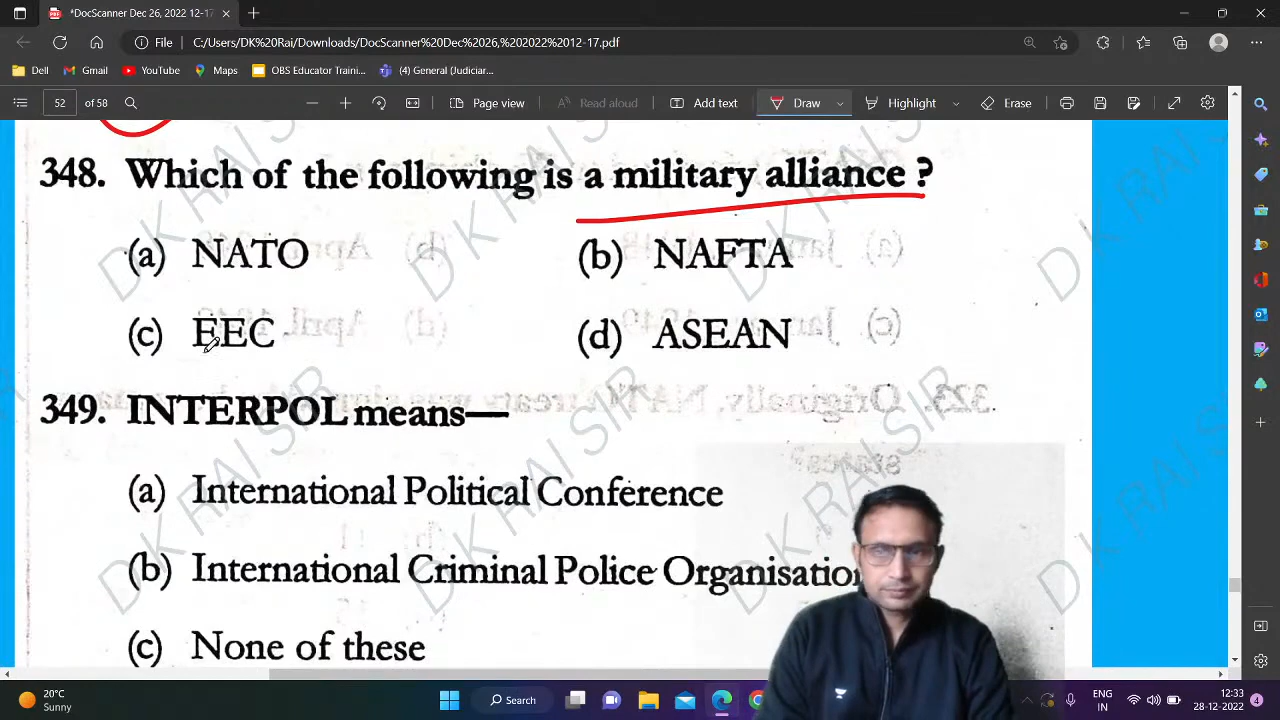 *DocScanner Dec 26, 2022 12-17
File C:/Users/DK%20Rai/Downloads/DocScanner%20Dec%2026,%202022%2012-17.pdf
Dell Gmail YouTube Maps OBS Educator Traini... (4) General (Judiciar...
52 of 58 Page view Read aloud Add text Draw Highlight Erase
348. Which of the following is a military alliance ?
(a) NATO (b) NAFTA
(c) EEC (d) ASEAN
349. INTERPOL means—
(a) International Political Conference
(b) International Criminal Police Organisation
(c) None of these
D K RAI SIR
20°C
Sunny
Search
ENG
IN
12:33
28-12-2022
4